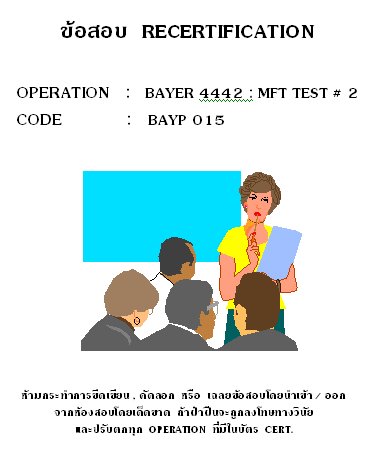 ข้อสอบ RECERTIFICATION
OPERATION : BAYER 4442 : MFT TEST # 2
CODE : BAYP 015
ห้ามกระทำการขีดเขียน , คัดลอก หรือ เฉลยข้อสอบโดยนำเข้า / ออก
จากห้องสอบโดยเด็ดขาด ถ้าฝ่าฝืนจะถูกลงโทษทางวินัย
และปรับตกทุก OPERATION ที่มีในบัตร CERT.